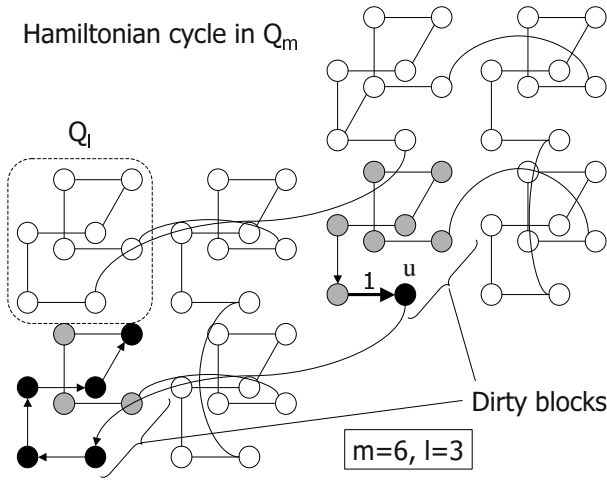 Hamiltonian cycle in Qm
Ql
1
u
Dirty blocks
m=6, l=3